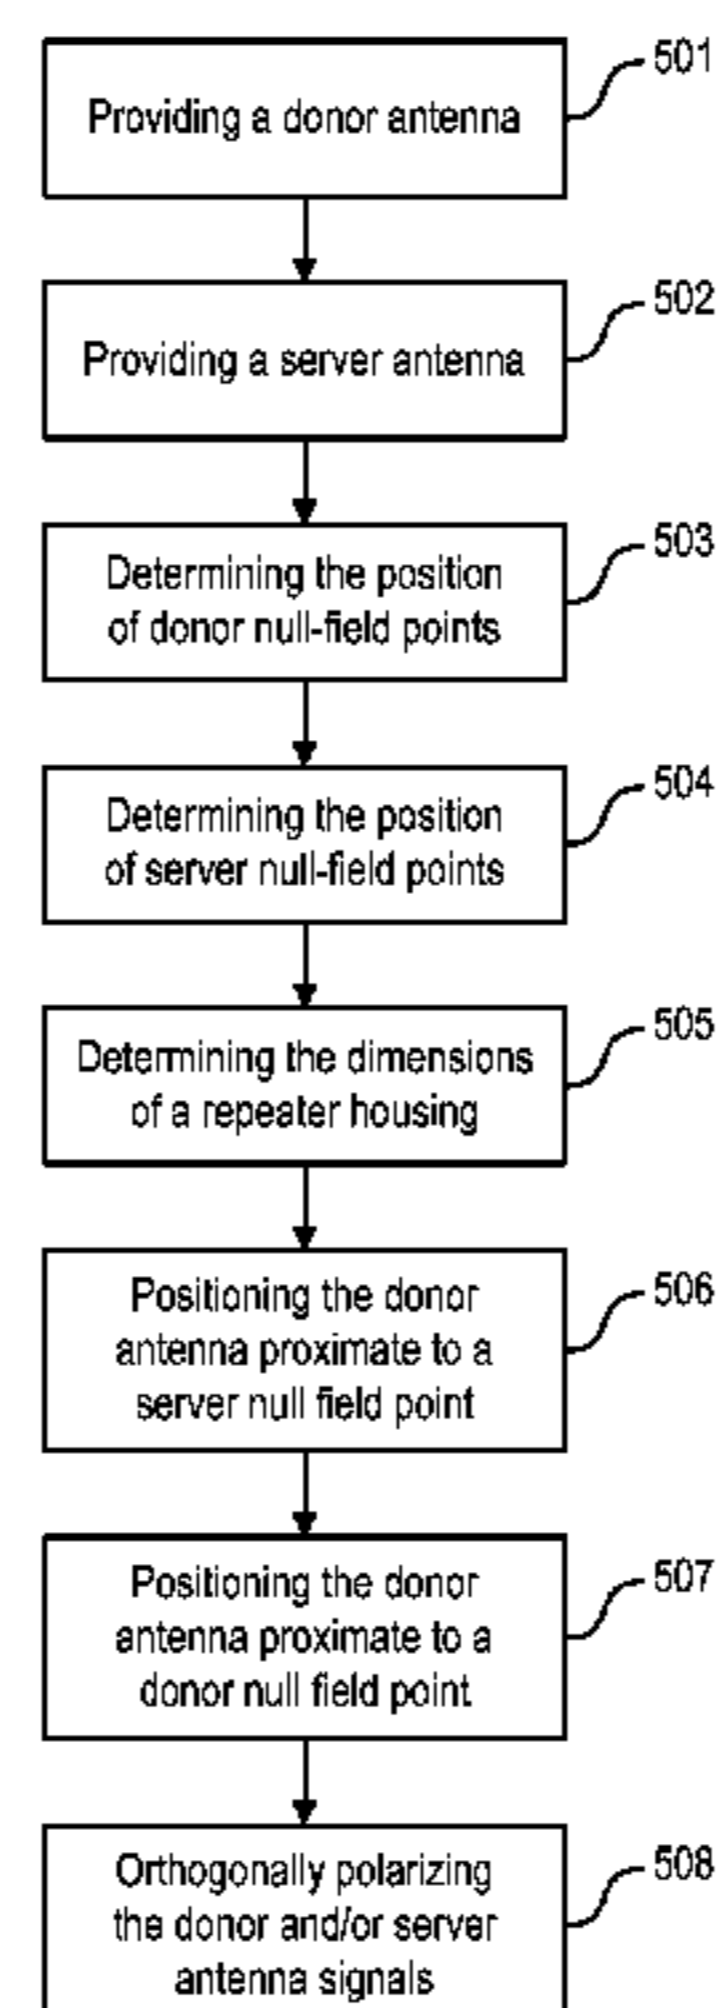 501
Providing a donor antenna
502
Providing a server antenna
503
Determining the position
of donor null-field points
504
Determining the position
of server null-field points
505
Determining the dimensions
of a repeater housing
506
Positioning the donor
antenna proximate to a
server null field point
507
Positioning the donor
antenna proximate to a
donor null field point
508
Orthogonally polarizing
the donor and/or server
antenna signals